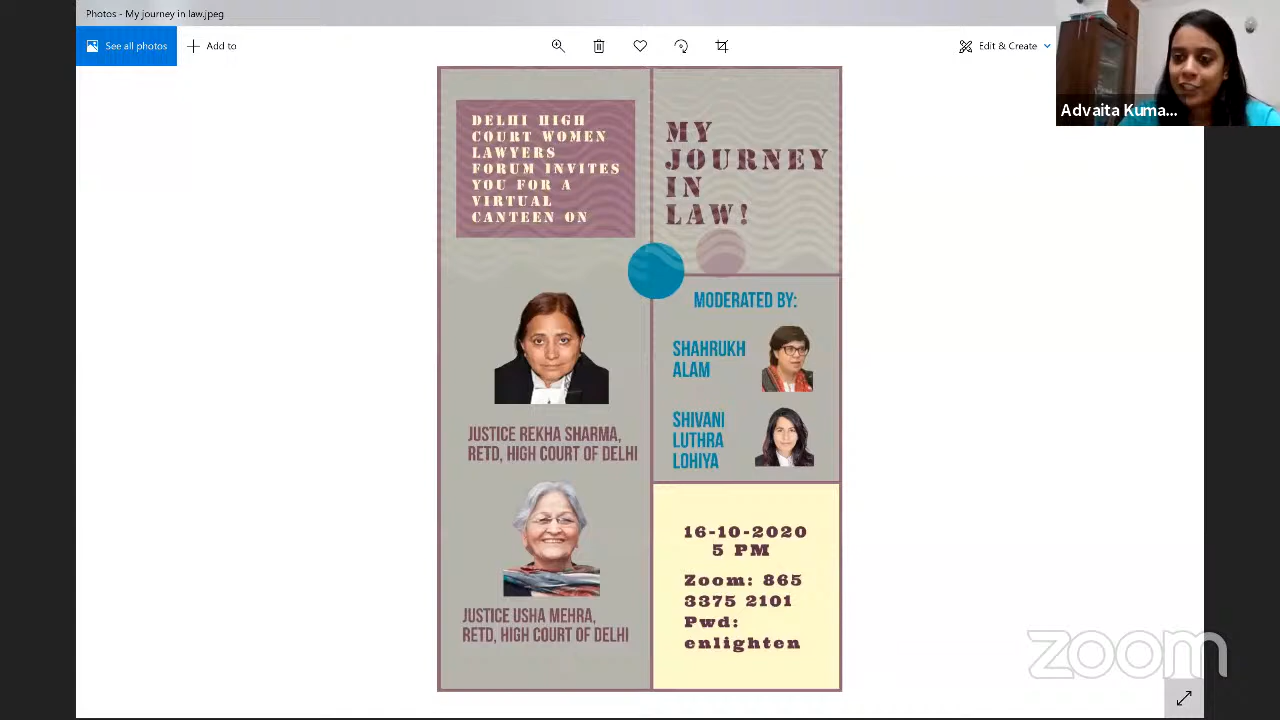 Photos - My journey in law.jpeg
See all photos
Add to
Edit & Create
Advaita Kuma...
DELHI HIGH
COURT WOMEN
LAWYERS
FORUM INVITES
YOU FOR A
VIRTUAL
CANTEEN ON
MY
JOURNEY
IN
LAW!
MODERATED BY:
SHAHRUKH
ALAM
SHIVANI
LUTHRA
LOHIYA
JUSTICE REKHA SHARMA,
RETD, HIGH COURT OF DELHI
JUSTICE USHA MEHRA,
RETD, HIGH COURT OF DELHI
16-10-2020
5 PM
Zoom: 865
3375 2101
Pwd:
enlighten
zoom